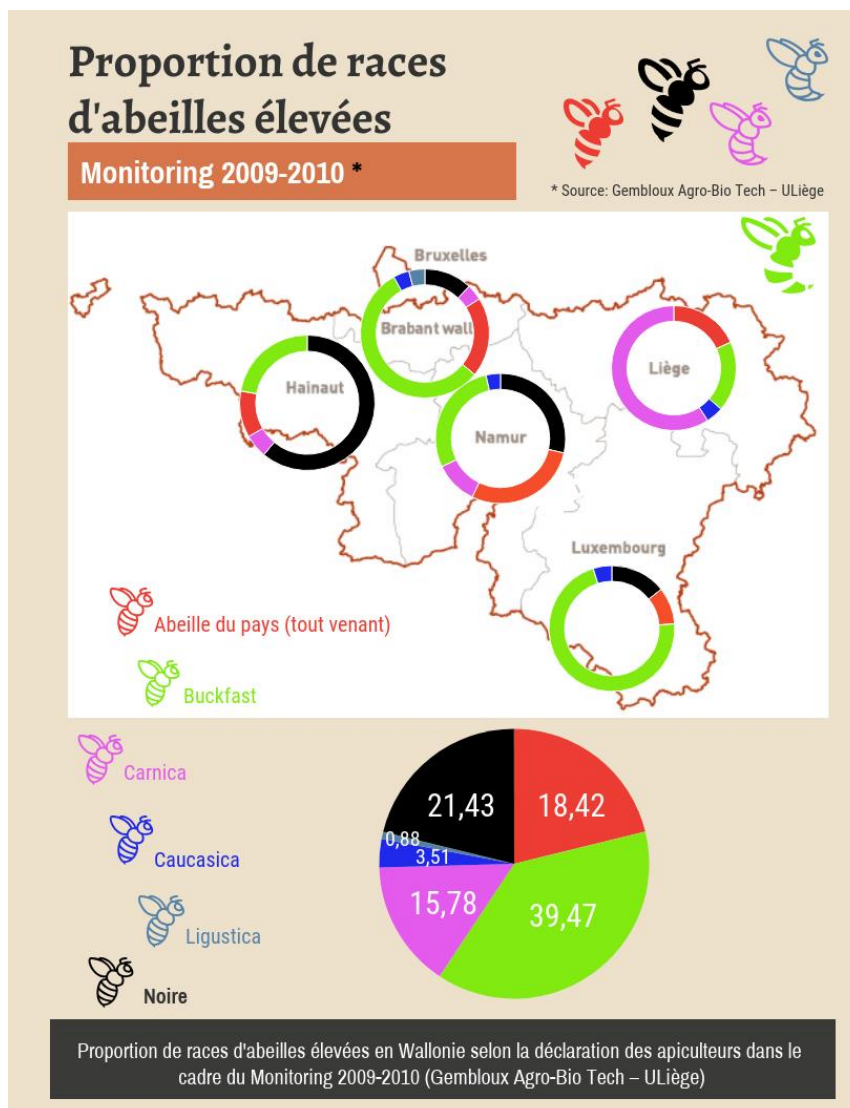 Proportion de races
d'abeilles élevées
Monitoring 2009-2010 *
* Source: Gembloux Agro-Bio Tech – ULiège)
Bruxelles
Brabant wall
Hainaut
Liège
Namur
Luxembourg
Abeille du pays (tout venant)
Buckfast
Carnica
Caucasica
Ligustica
Noire
21,43
18,42
0,88
3,51
15,78
39,47
Proportion de races d'abeilles élevées en Wallonie selon la déclaration des apiculteurs dans le
cadre du Monitoring 2009-2010 (Gembloux Agro-Bio Tech – ULiège)